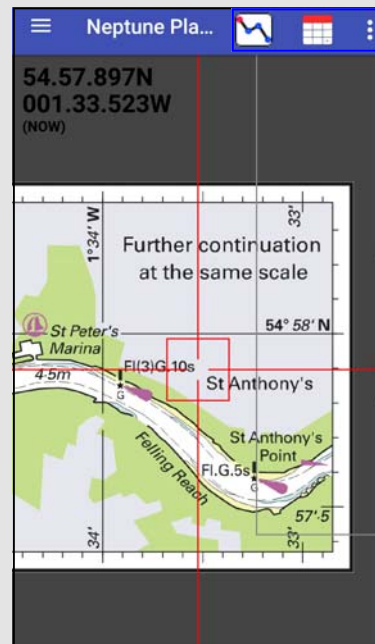 Neptune Pla...
54.57.897N
001.33.523W
(NOW)
1° 34' W
33'
Further continuation
at the same scale
54° 58' N
St Peter's
Marina
Fl(3)G.10s
4·5m
G
St Anthony's
Felling Reach
St Anthony's
Point
Fl.G.5s
G
57'·5
34'
33'